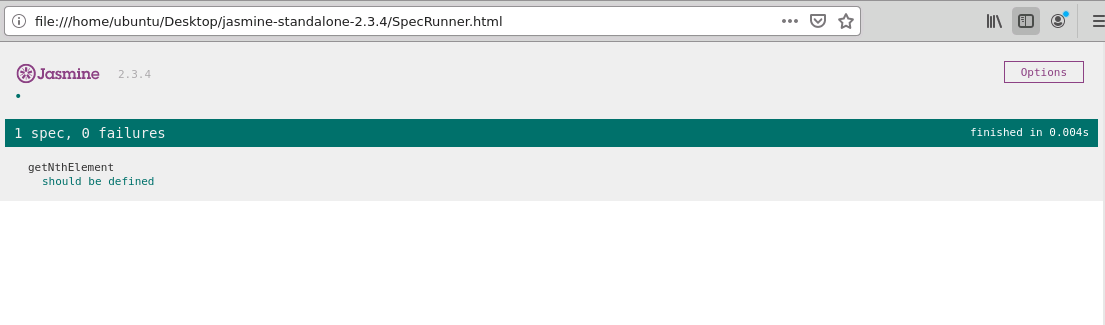 file:///home/ubuntu/Desktop/jasmine-standalone-2.3.4/SpecRunner.html
Jasmine 2.3.4
Options
•
1 spec, 0 failures
finished in 0.004s
getNthElement
should be defined